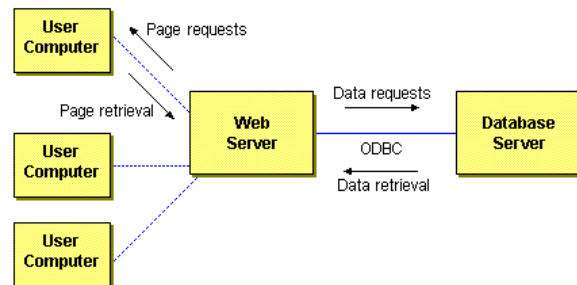 User
Computer
Page requests
Page retrieval
User
Computer
User
Computer
Web
Server
Data requests
ODBC
Data retrieval
Database
Server